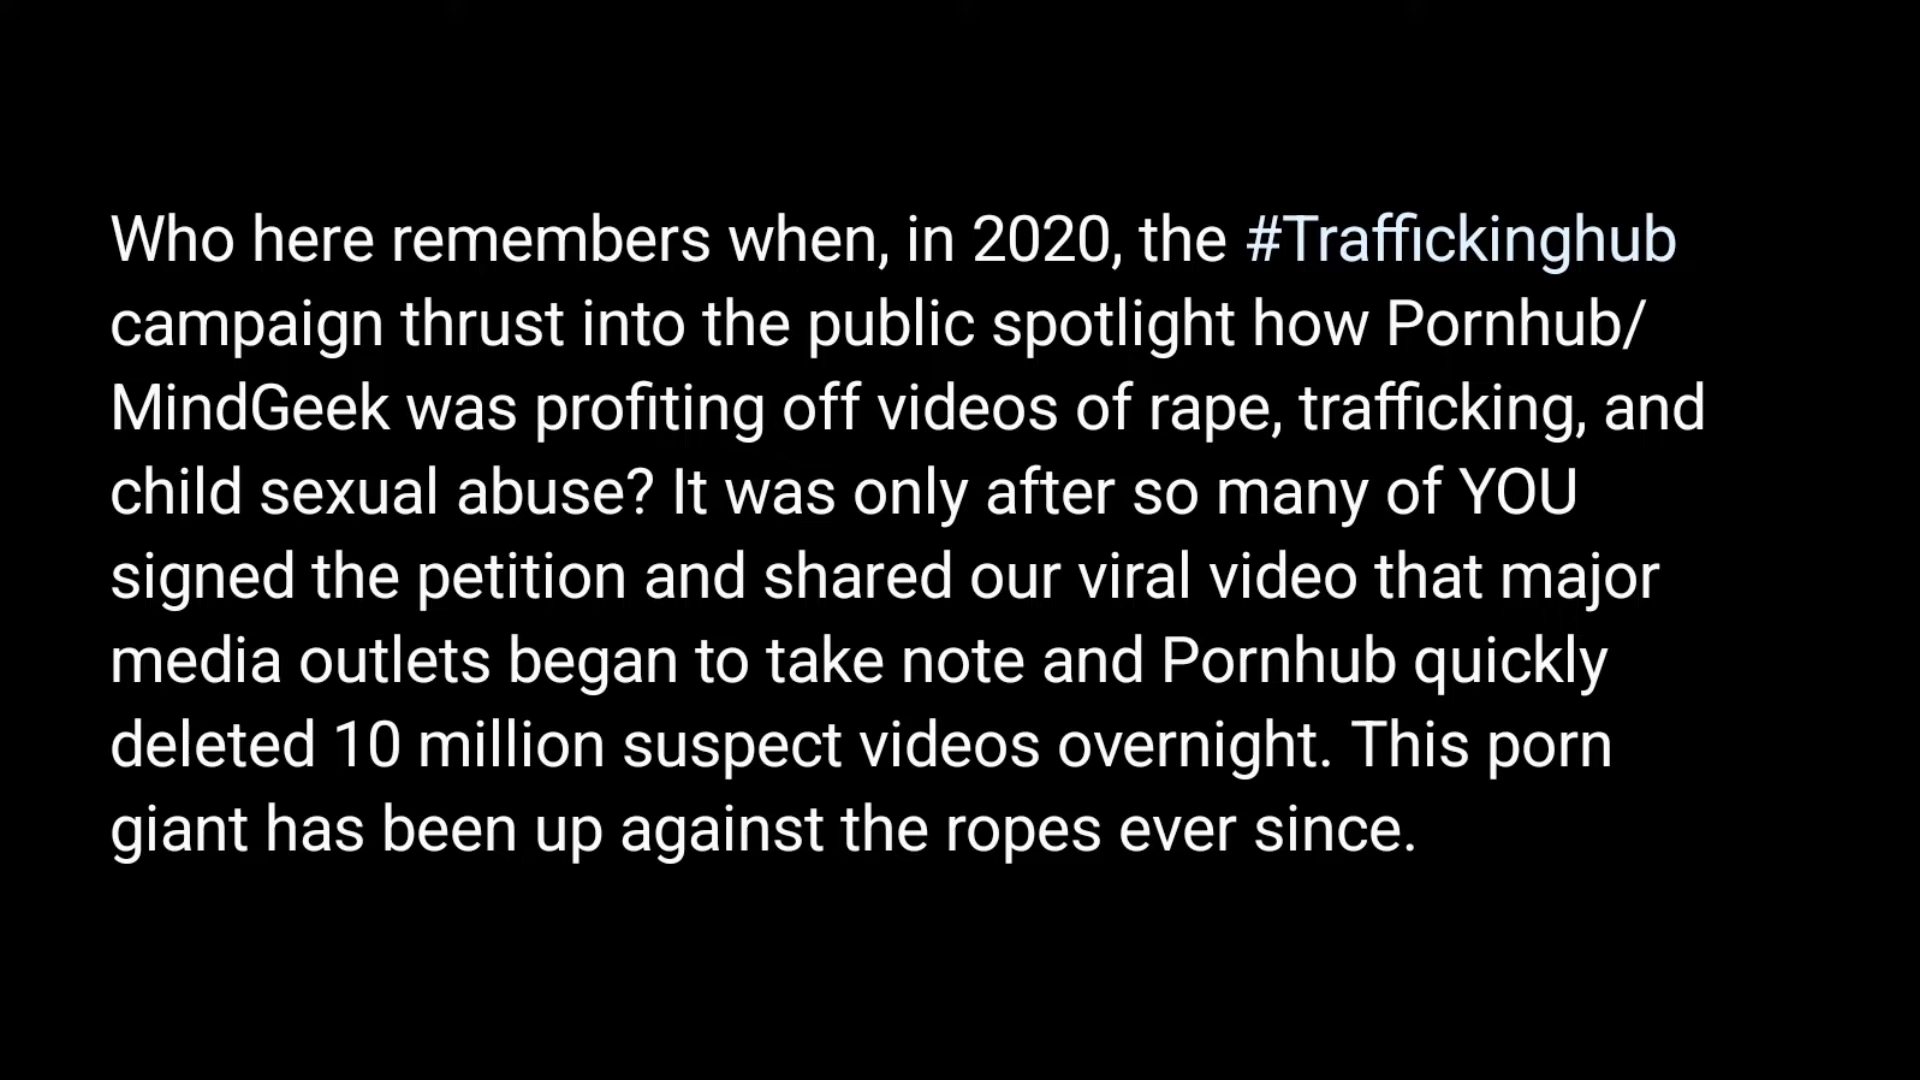 Who here remembers when, in 2020, the #Traffickinghub
campaign thrust into the public spotlight how Pornhub/
MindGeek was profiting off videos of rape, trafficking, and
child sexual abuse? It was only after so many of YOU
signed the petition and shared our viral video that major
media outlets began to take note and Pornhub quickly
deleted 10 million suspect videos overnight. This porn
giant has been up against the ropes ever since.